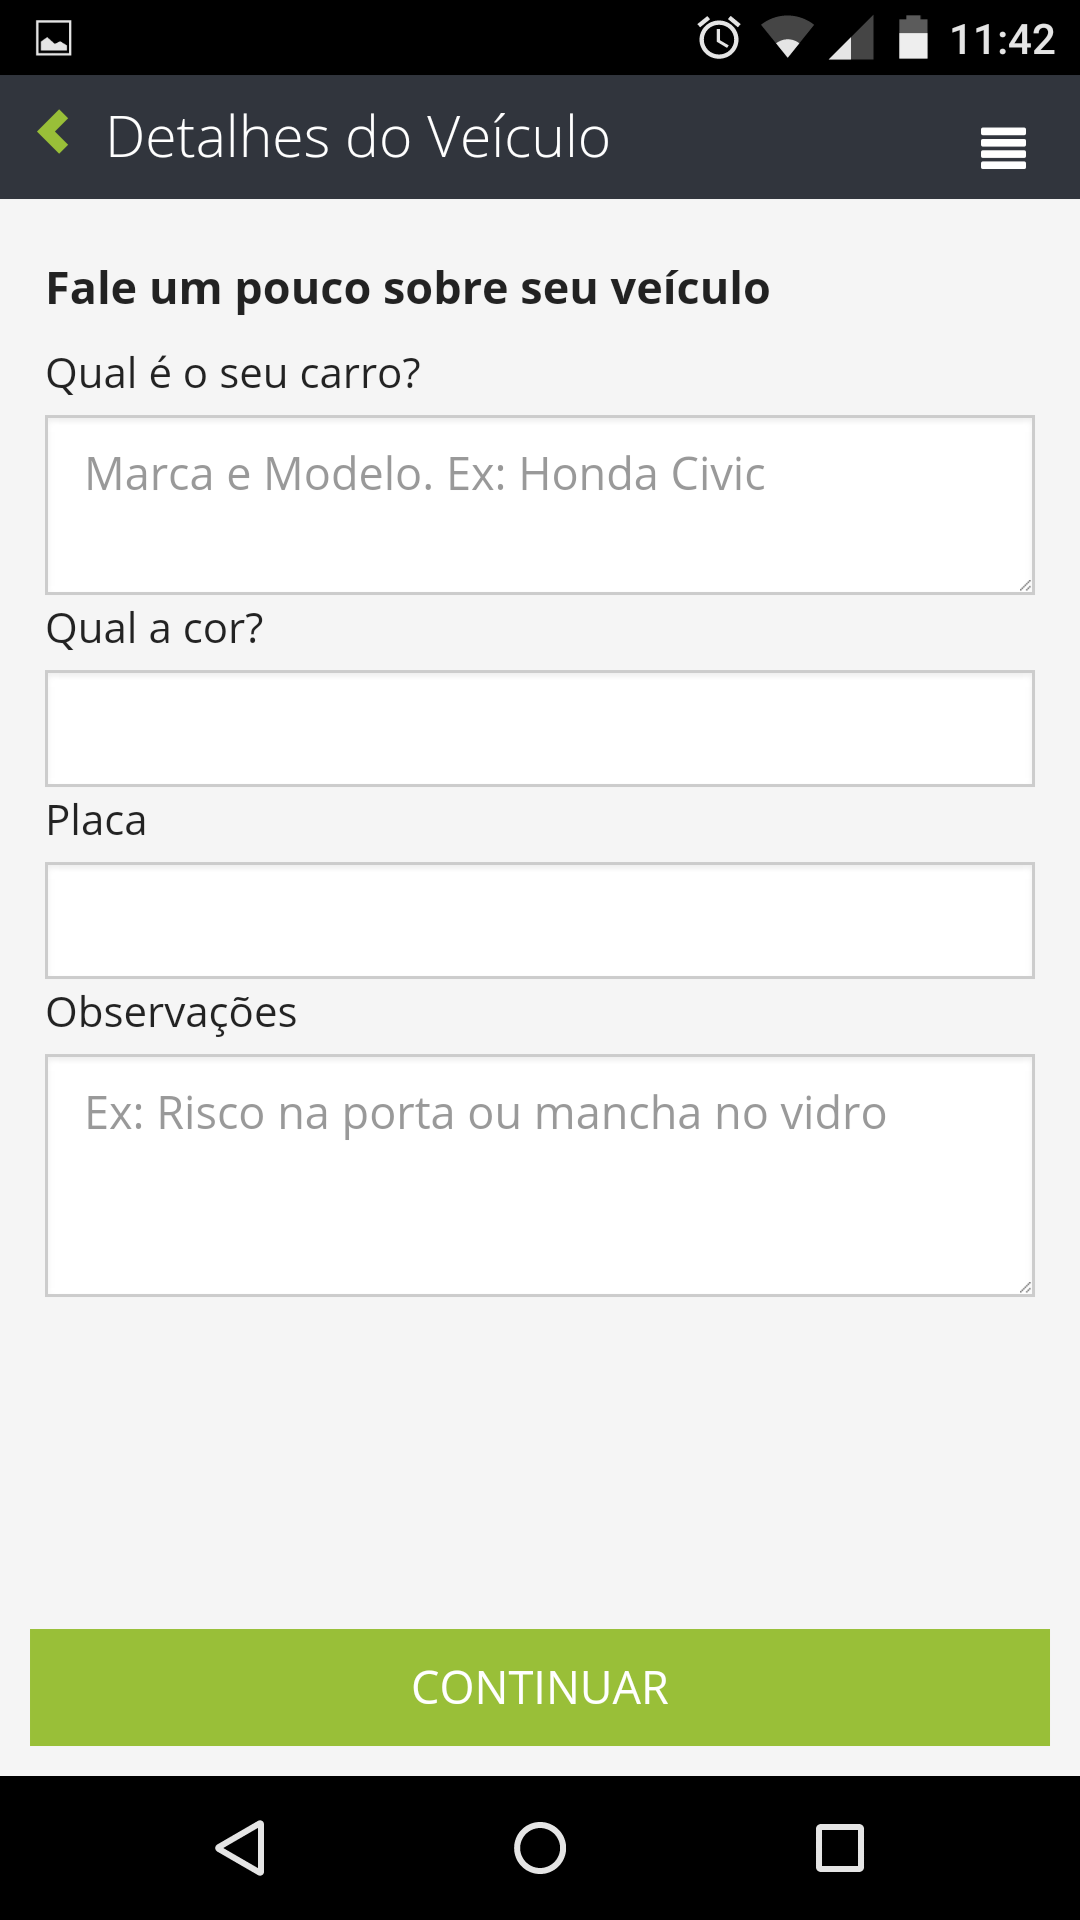 11:42
Detalhes do Veículo
Fale um pouco sobre seu veículo
Qual é o seu carro?
Marca e Modelo. Ex: Honda Civic
Qual a cor?
Placa
Observações
Ex: Risco na porta ou mancha no vidro
CONTINUAR